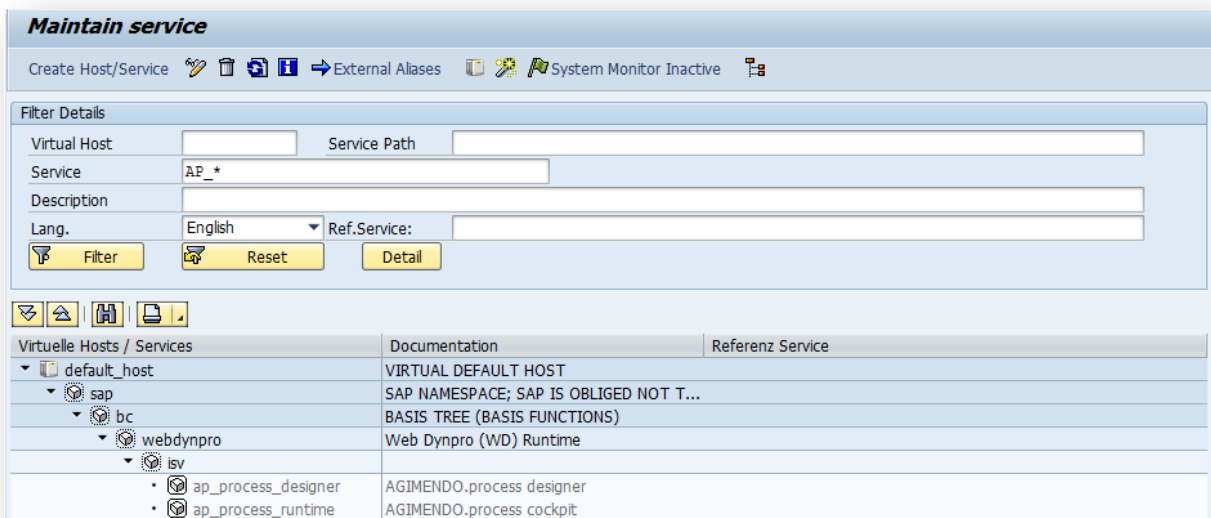 Maintain service
Create Host/Service External Aliases System Monitor Inactive
Filter Details
Virtual Host Service Path
Service AP_*
Description
Lang. English Ref.Service:
Filter Reset Detail
Virtuelle Hosts / Services Documentation Referenz Service
default_host VIRTUAL DEFAULT HOST
sap SAP NAMESPACE; SAP IS OBLIGED NOT T...
bc BASIS TREE (BASIS FUNCTIONS)
webdynpro Web Dynpro (WD) Runtime
isv
ap_process_designer AGIMENDO.process designer
ap_process_runtime AGIMENDO.process cockpit